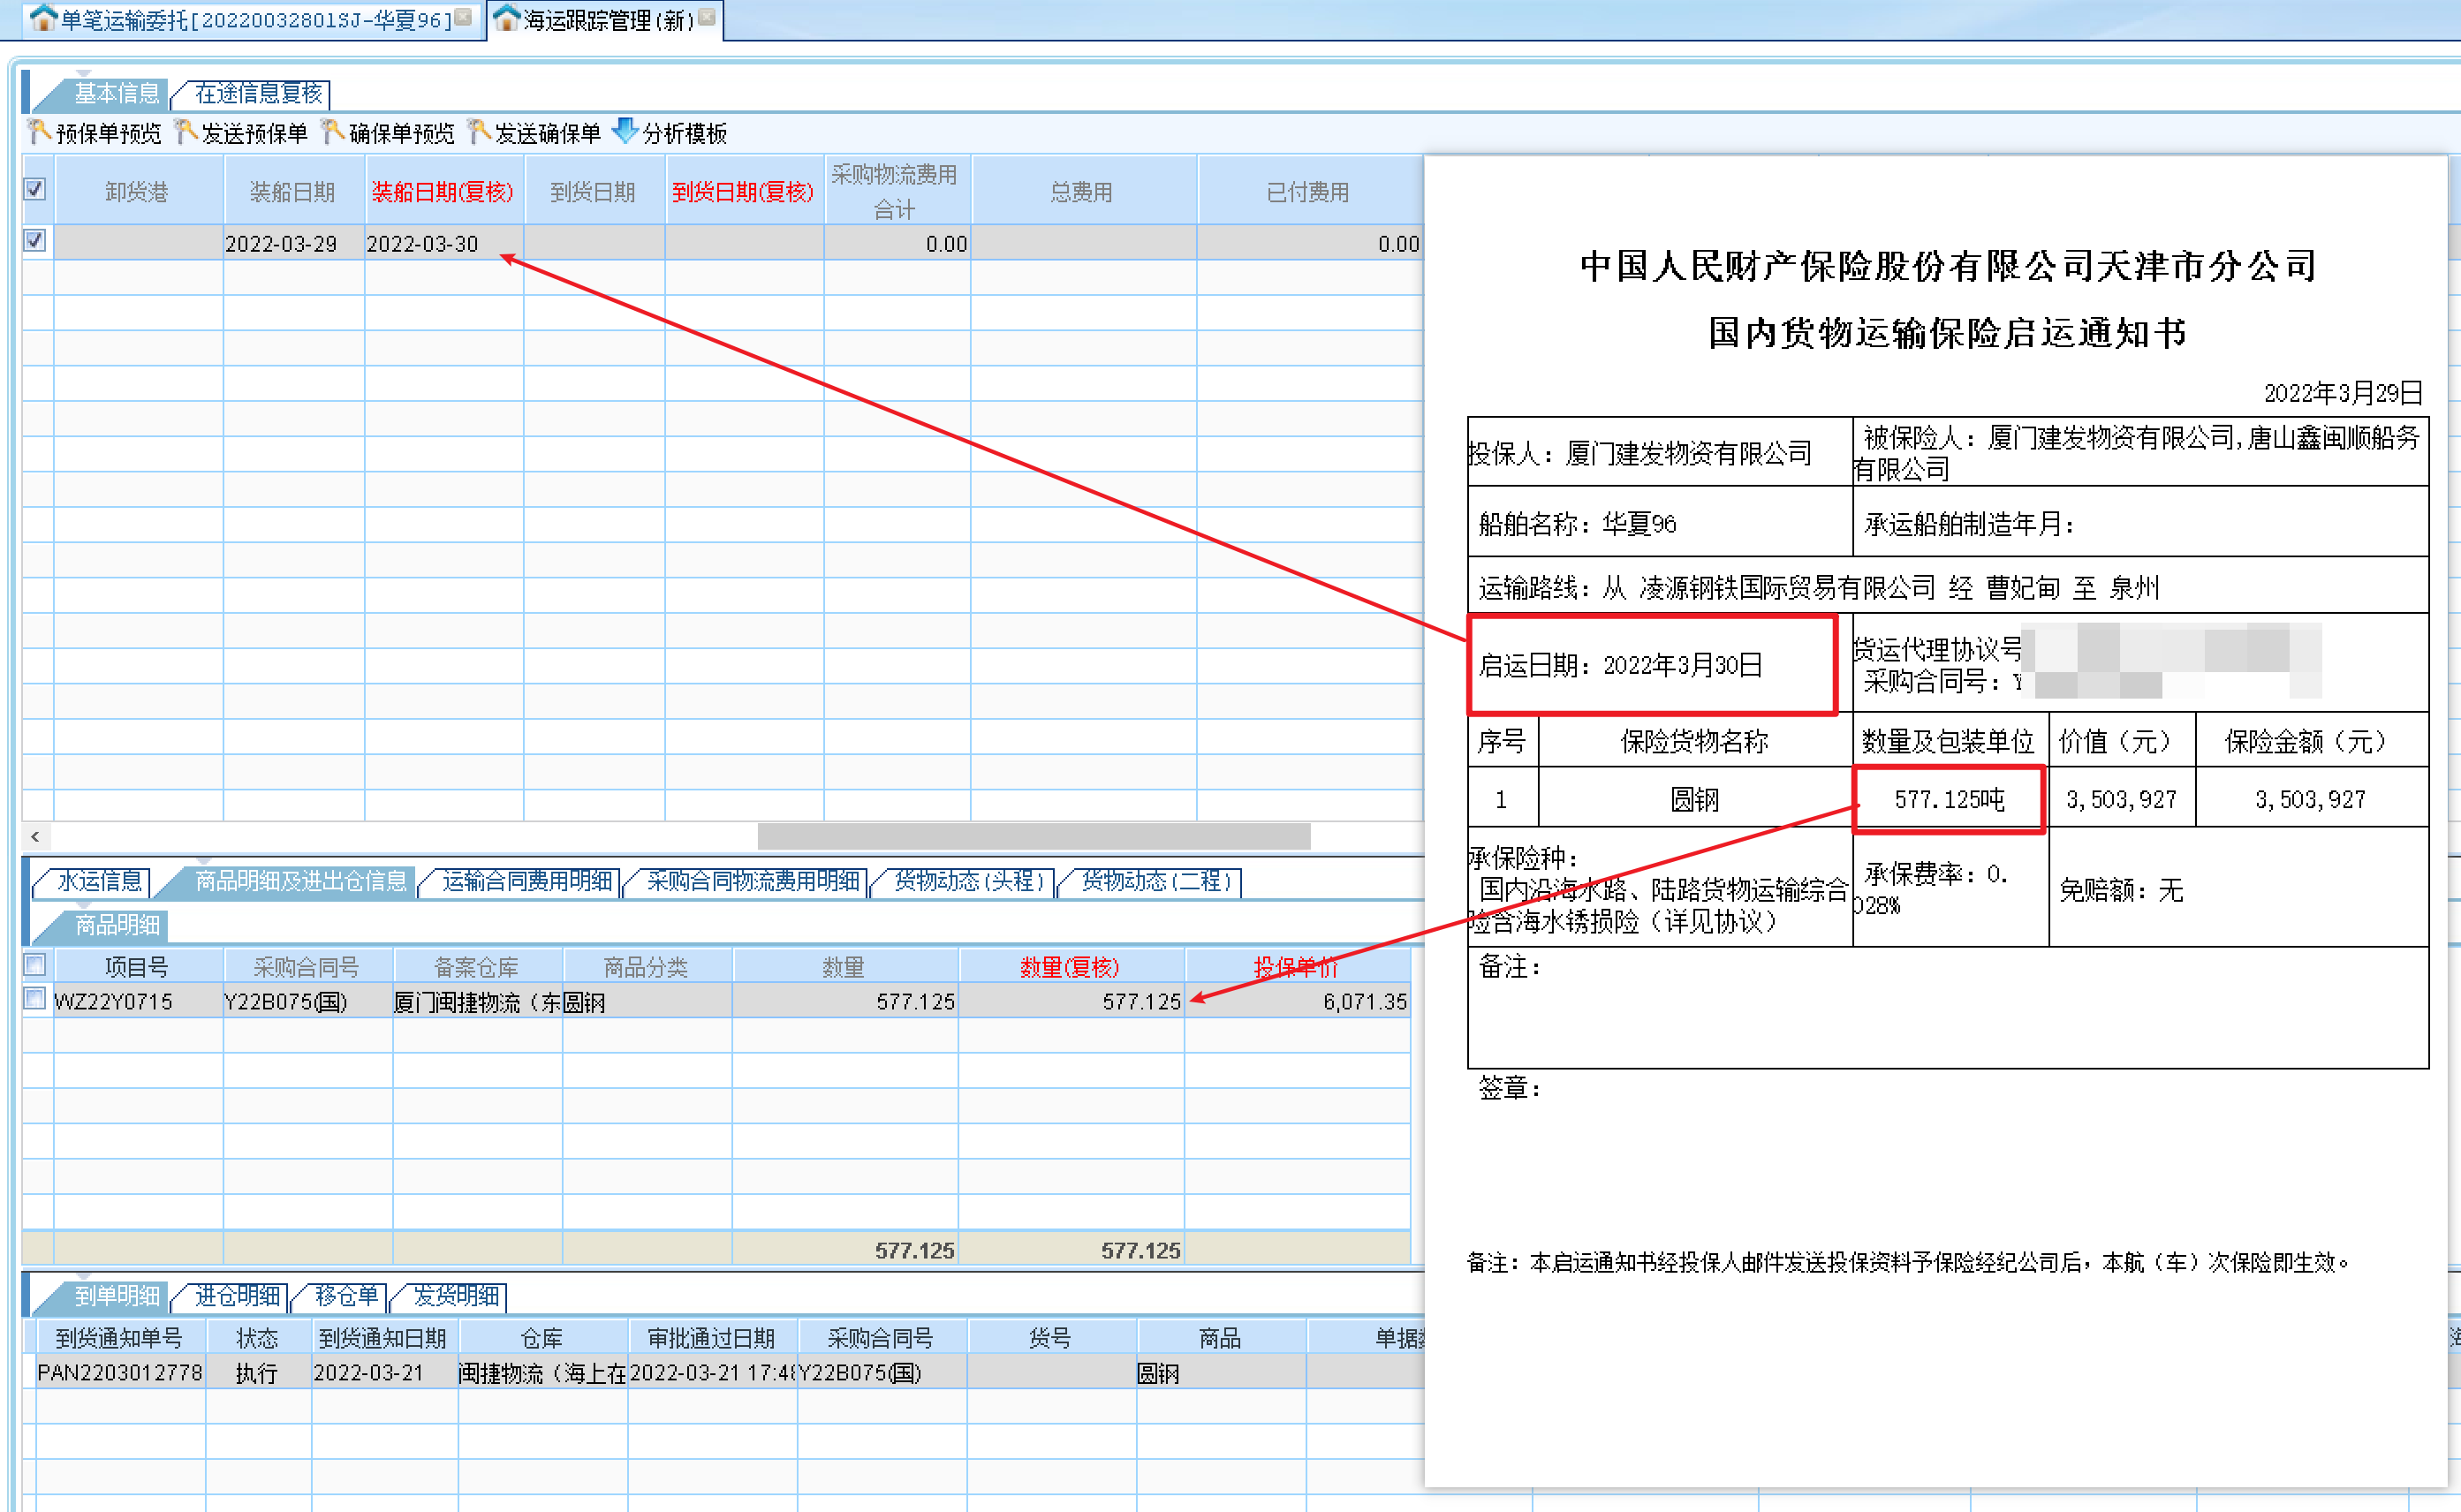 单笔运输委托[20220032801SJ-华夏96]
海运跟踪管理(新)
基本信息
在途信息复核
预保单预览
发送预保单
确保单预览
发送确保单
分析模板
卸货港
装船日期
装船日期(复核)
到货日期
到货日期(复核)
采购物流费用
合计
总费用
已付费用
2022-03-29
2022-03-30
0.00
0.00
水运信息
商品明细及进出仓信息
运输合同费用明细
采购合同物流费用明细
货物动态(头程)
货物动态(二程)
商品明细
项目号
采购合同号
备案仓库
商品分类
数量
数量(复核)
投保单价
WZ22Y0715
Y22B075(国)
厦门闽捷物流（东
圆钢
577.125
577.125
6,071.35
577.125
577.125
到单明细
进仓明细
移仓单
发货明细
到货通知单号
状态
到货通知日期
仓库
审批通过日期
采购合同号
货号
商品
单据
PAN2203012778
执行
2022-03-21
闽捷物流（海上在
2022-03-21 17:48
Y22B075(国)
圆钢
中国人民财产保险股份有限公司天津市分公司
国内货物运输保险启运通知书
2022年3月29日
投保人：厦门建发物资有限公司
被保险人：厦门建发物资有限公司,唐山鑫闽顺船务
有限公司
船舶名称：华夏96
承运船舶制造年月：
运输路线：从 凌源钢铁国际贸易有限公司 经 曹妃甸 至 泉州
启运日期：2022年3月30日
货运代理协议号
采购合同号：Y
序号
保险货物名称
数量及包装单位
价值（元）
保险金额（元）
1
圆钢
577.125吨
3,503,927
3,503,927
承保险种：
国内沿海水路、陆路货物运输综合
险含海水锈损险（详见协议）
承保费率：0.
028%
免赔额：无
备注：
签章：
备注：本启运通知书经投保人邮件发送投保资料予保险经纪公司后，本航（车）次保险即生效。